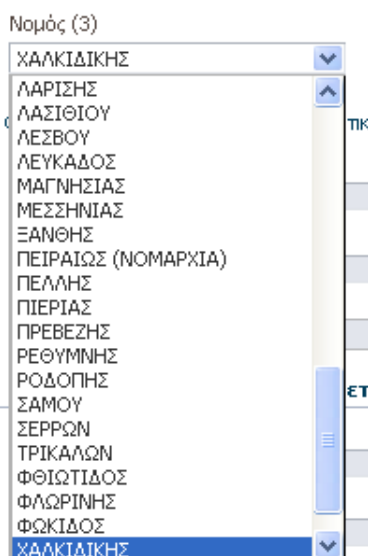 Νομός (3)
ΧΑΛΚΙΔΙΚΗΣ
ΛΑΡΙΣΗΣ
ΛΑΣΙΘΙΟΥ
ΛΕΣΒΟΥ
ΛΕΥΚΑΔΟΣ
ΜΑΓΝΗΣΙΑΣ
ΜΕΣΣΗΝΙΑΣ
ΞΑΝΘΗΣ
ΠΕΙΡΑΙΩΣ (ΝΟΜΑΡΧΙΑ)
ΠΕΛΛΗΣ
ΠΙΕΡΙΑΣ
ΠΡΕΒΕΖΗΣ
ΡΕΘΥΜΝΗΣ
ΡΟΔΟΠΗΣ
ΣΑΜΟΥ
ΣΕΡΡΩΝ
ΤΡΙΚΑΛΩΝ
ΦΘΙΩΤΙΔΟΣ
ΦΛΩΡΙΝΗΣ
ΦΩΚΙΔΟΣ
ΧΑΛΚΙΔΙΚΗΣ